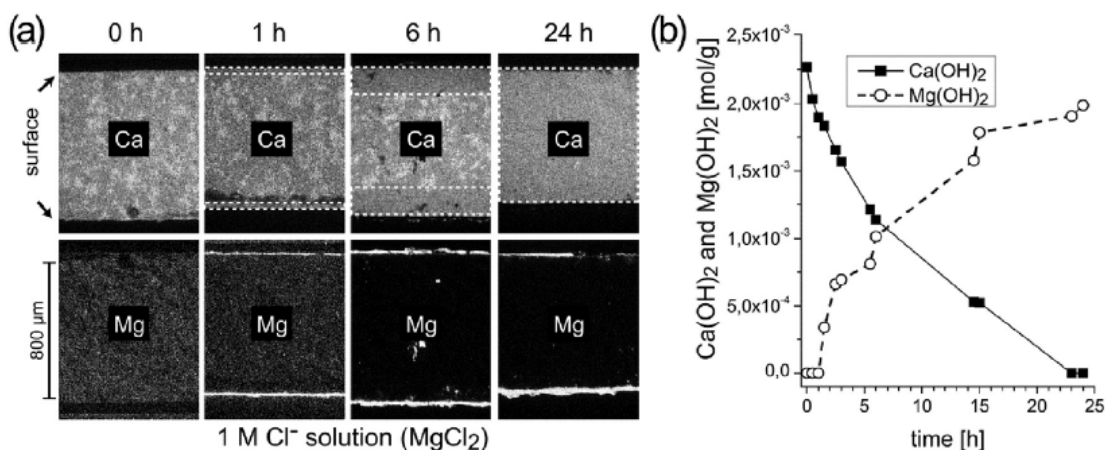 (a)
0 h 1 h 6 h 24 h
surface
Ca Ca Ca Ca
800 µm
Mg Mg Mg Mg
1 M Cl⁻ solution (MgCl₂)
(b)
Ca(OH)₂ and Mg(OH)₂ [mol/g]
2,5x10⁻³
2,0x10⁻³
1,5x10⁻³
1,0x10⁻³
5,0x10⁻⁴
0,0
Ca(OH)₂
Mg(OH)₂
0 5 10 15 20 25
time [h]